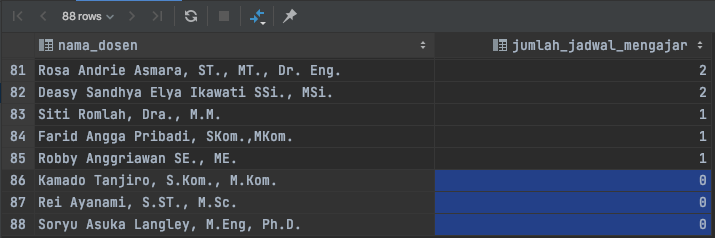 88 rows
nama_dosen jumlah_jadwal_mengajar
81 Rosa Andrie Asmara, ST., MT., Dr. Eng. 2
82 Deasy Sandhya Elya Ikawati SSi., MSi. 2
83 Siti Romlah, Dra., M.M. 1
84 Farid Angga Pribadi, SKom.,MKom. 1
85 Robby Anggriawan SE., ME. 1
86 Kamado Tanjiro, S.Kom., M.Kom. 0
87 Rei Ayanami, S.ST., M.Sc. 0
88 Soryu Asuka Langley, M.Eng, Ph.D. 0